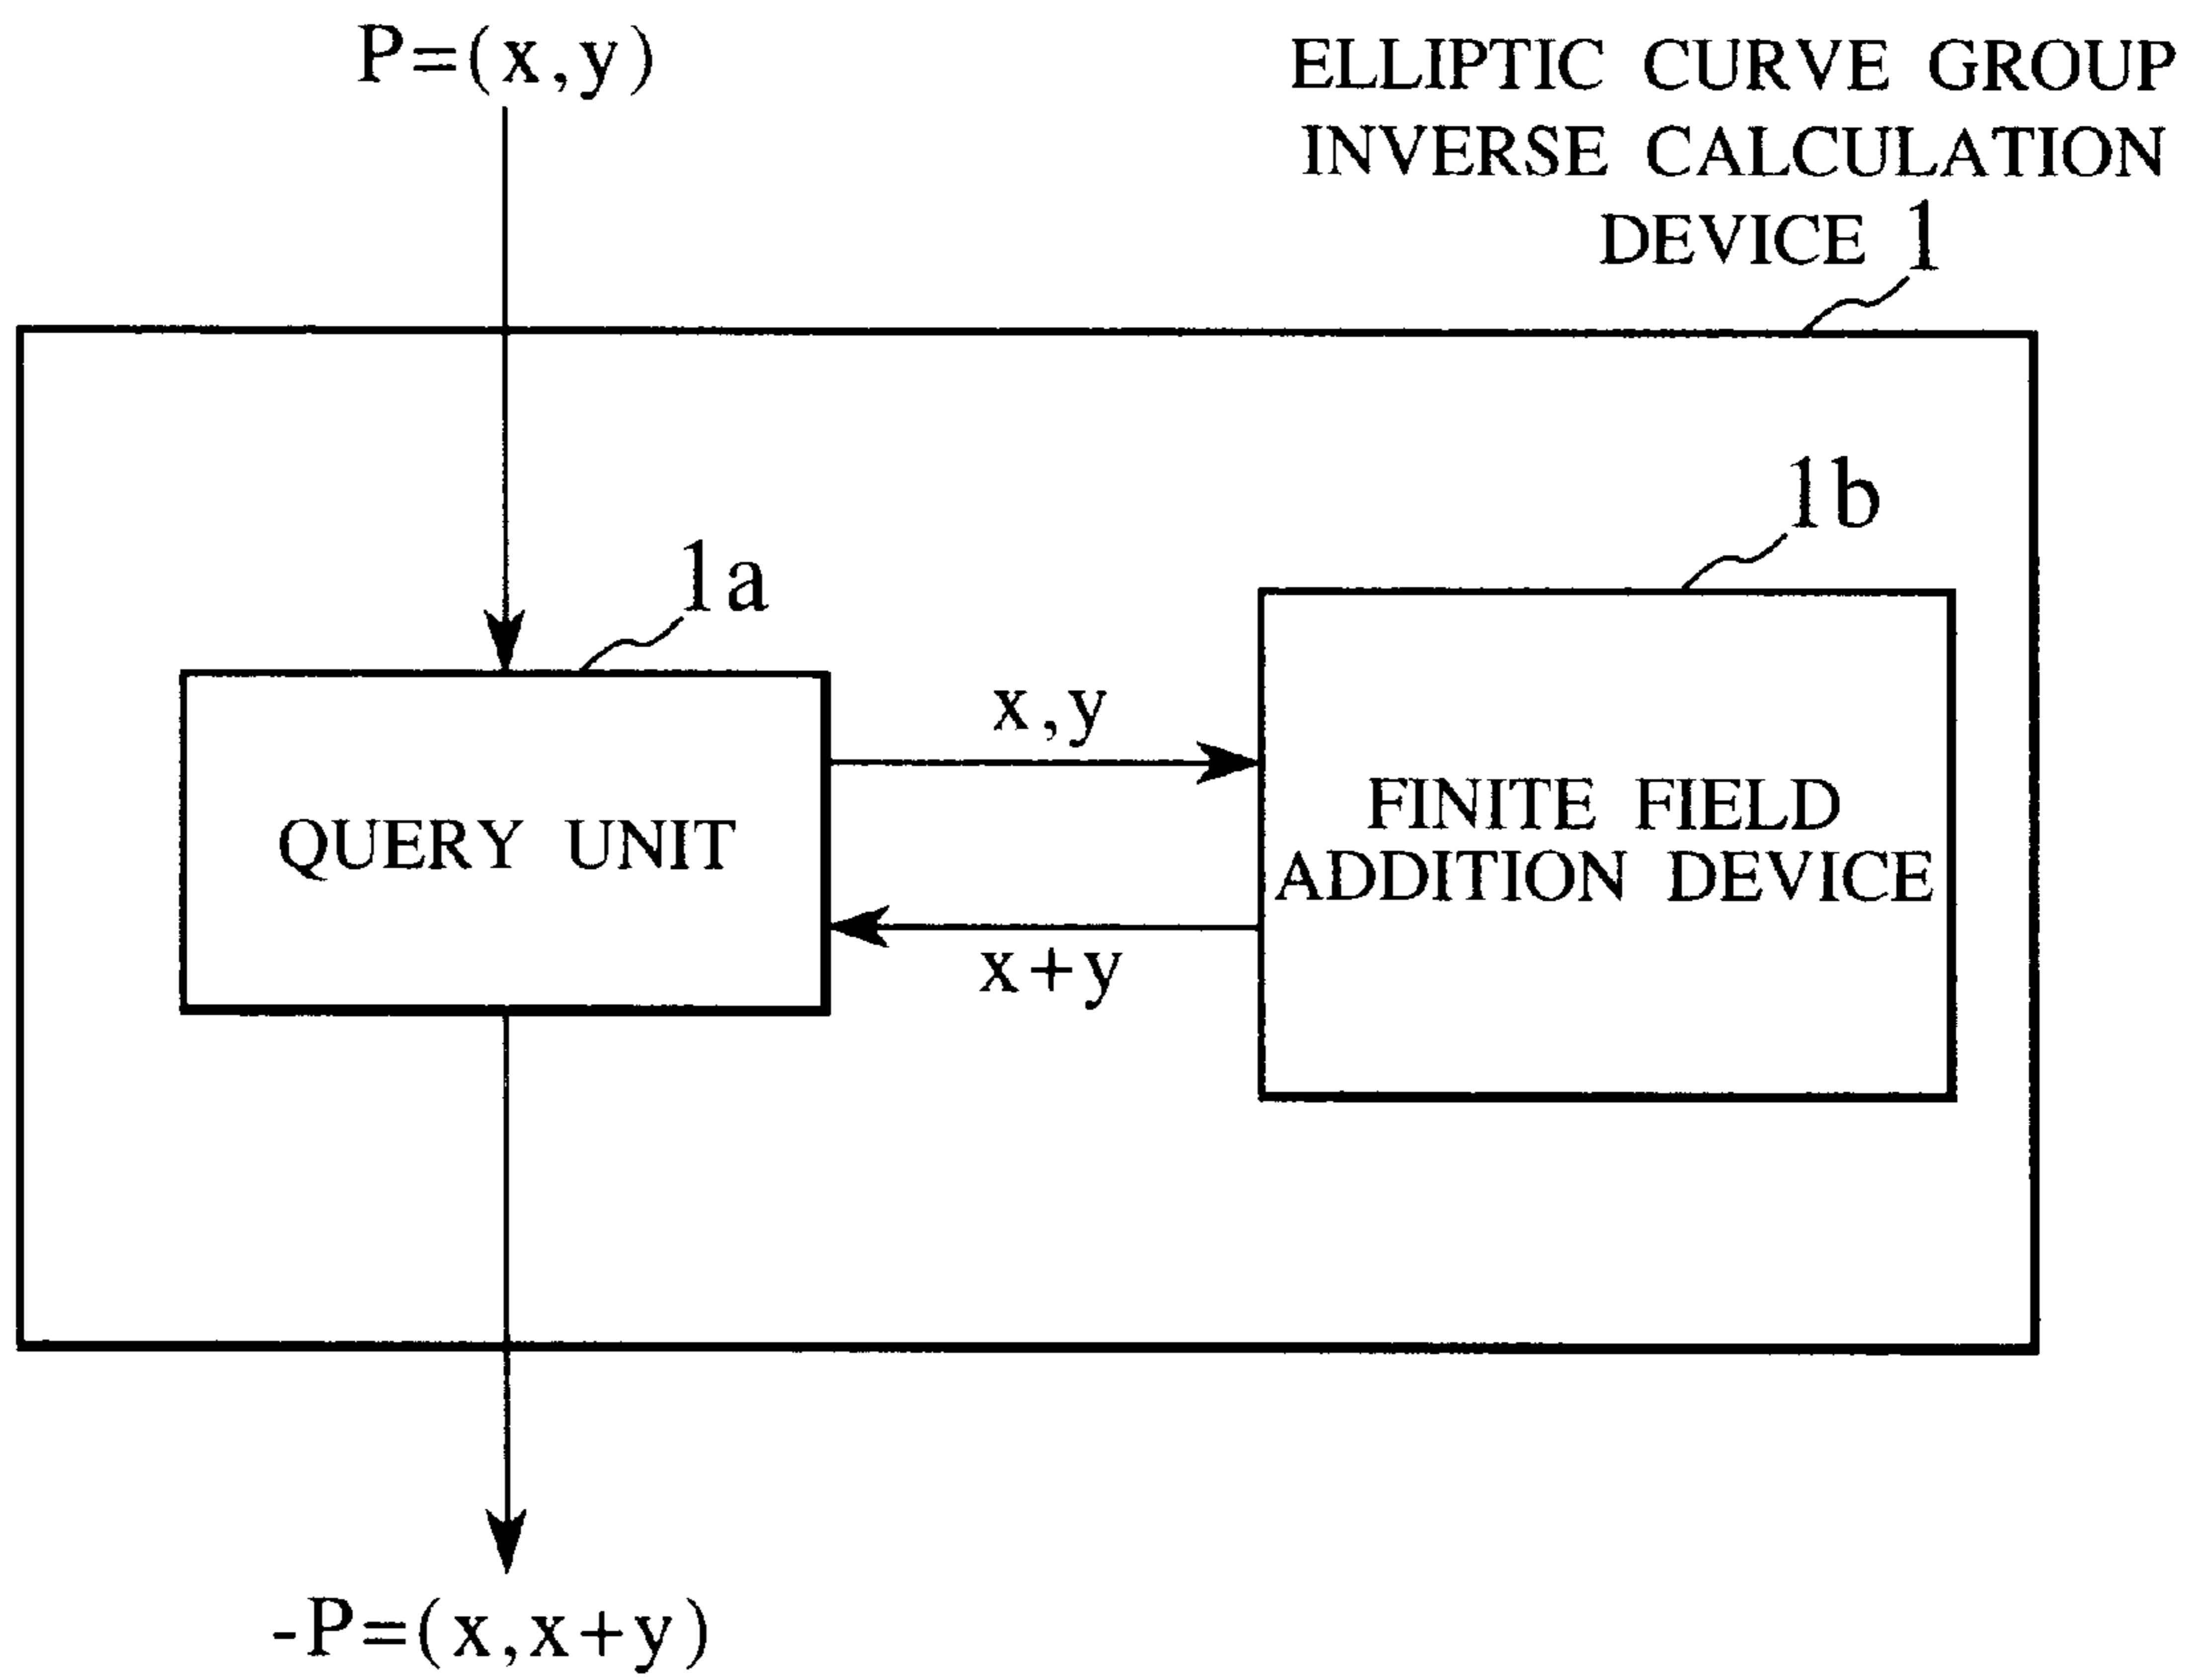 P=(x,y)
ELLIPTIC CURVE GROUP
INVERSE CALCULATION
DEVICE 1
1b
1a
x,y
QUERY UNIT
FINITE FIELD
ADDITION DEVICE
x+y
-P=(x,x+y)